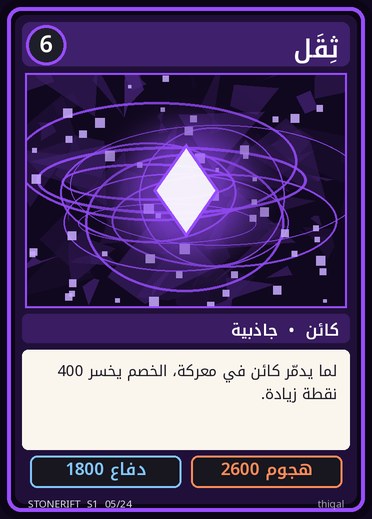 ثِقَل
6
كائن • جاذبية
لما يدمّر كائن في معركة، الخصم يخسر 400
نقطة زيادة.
هجوم 2600
دفاع 1800
STONERIFT S1 05/24
thigal